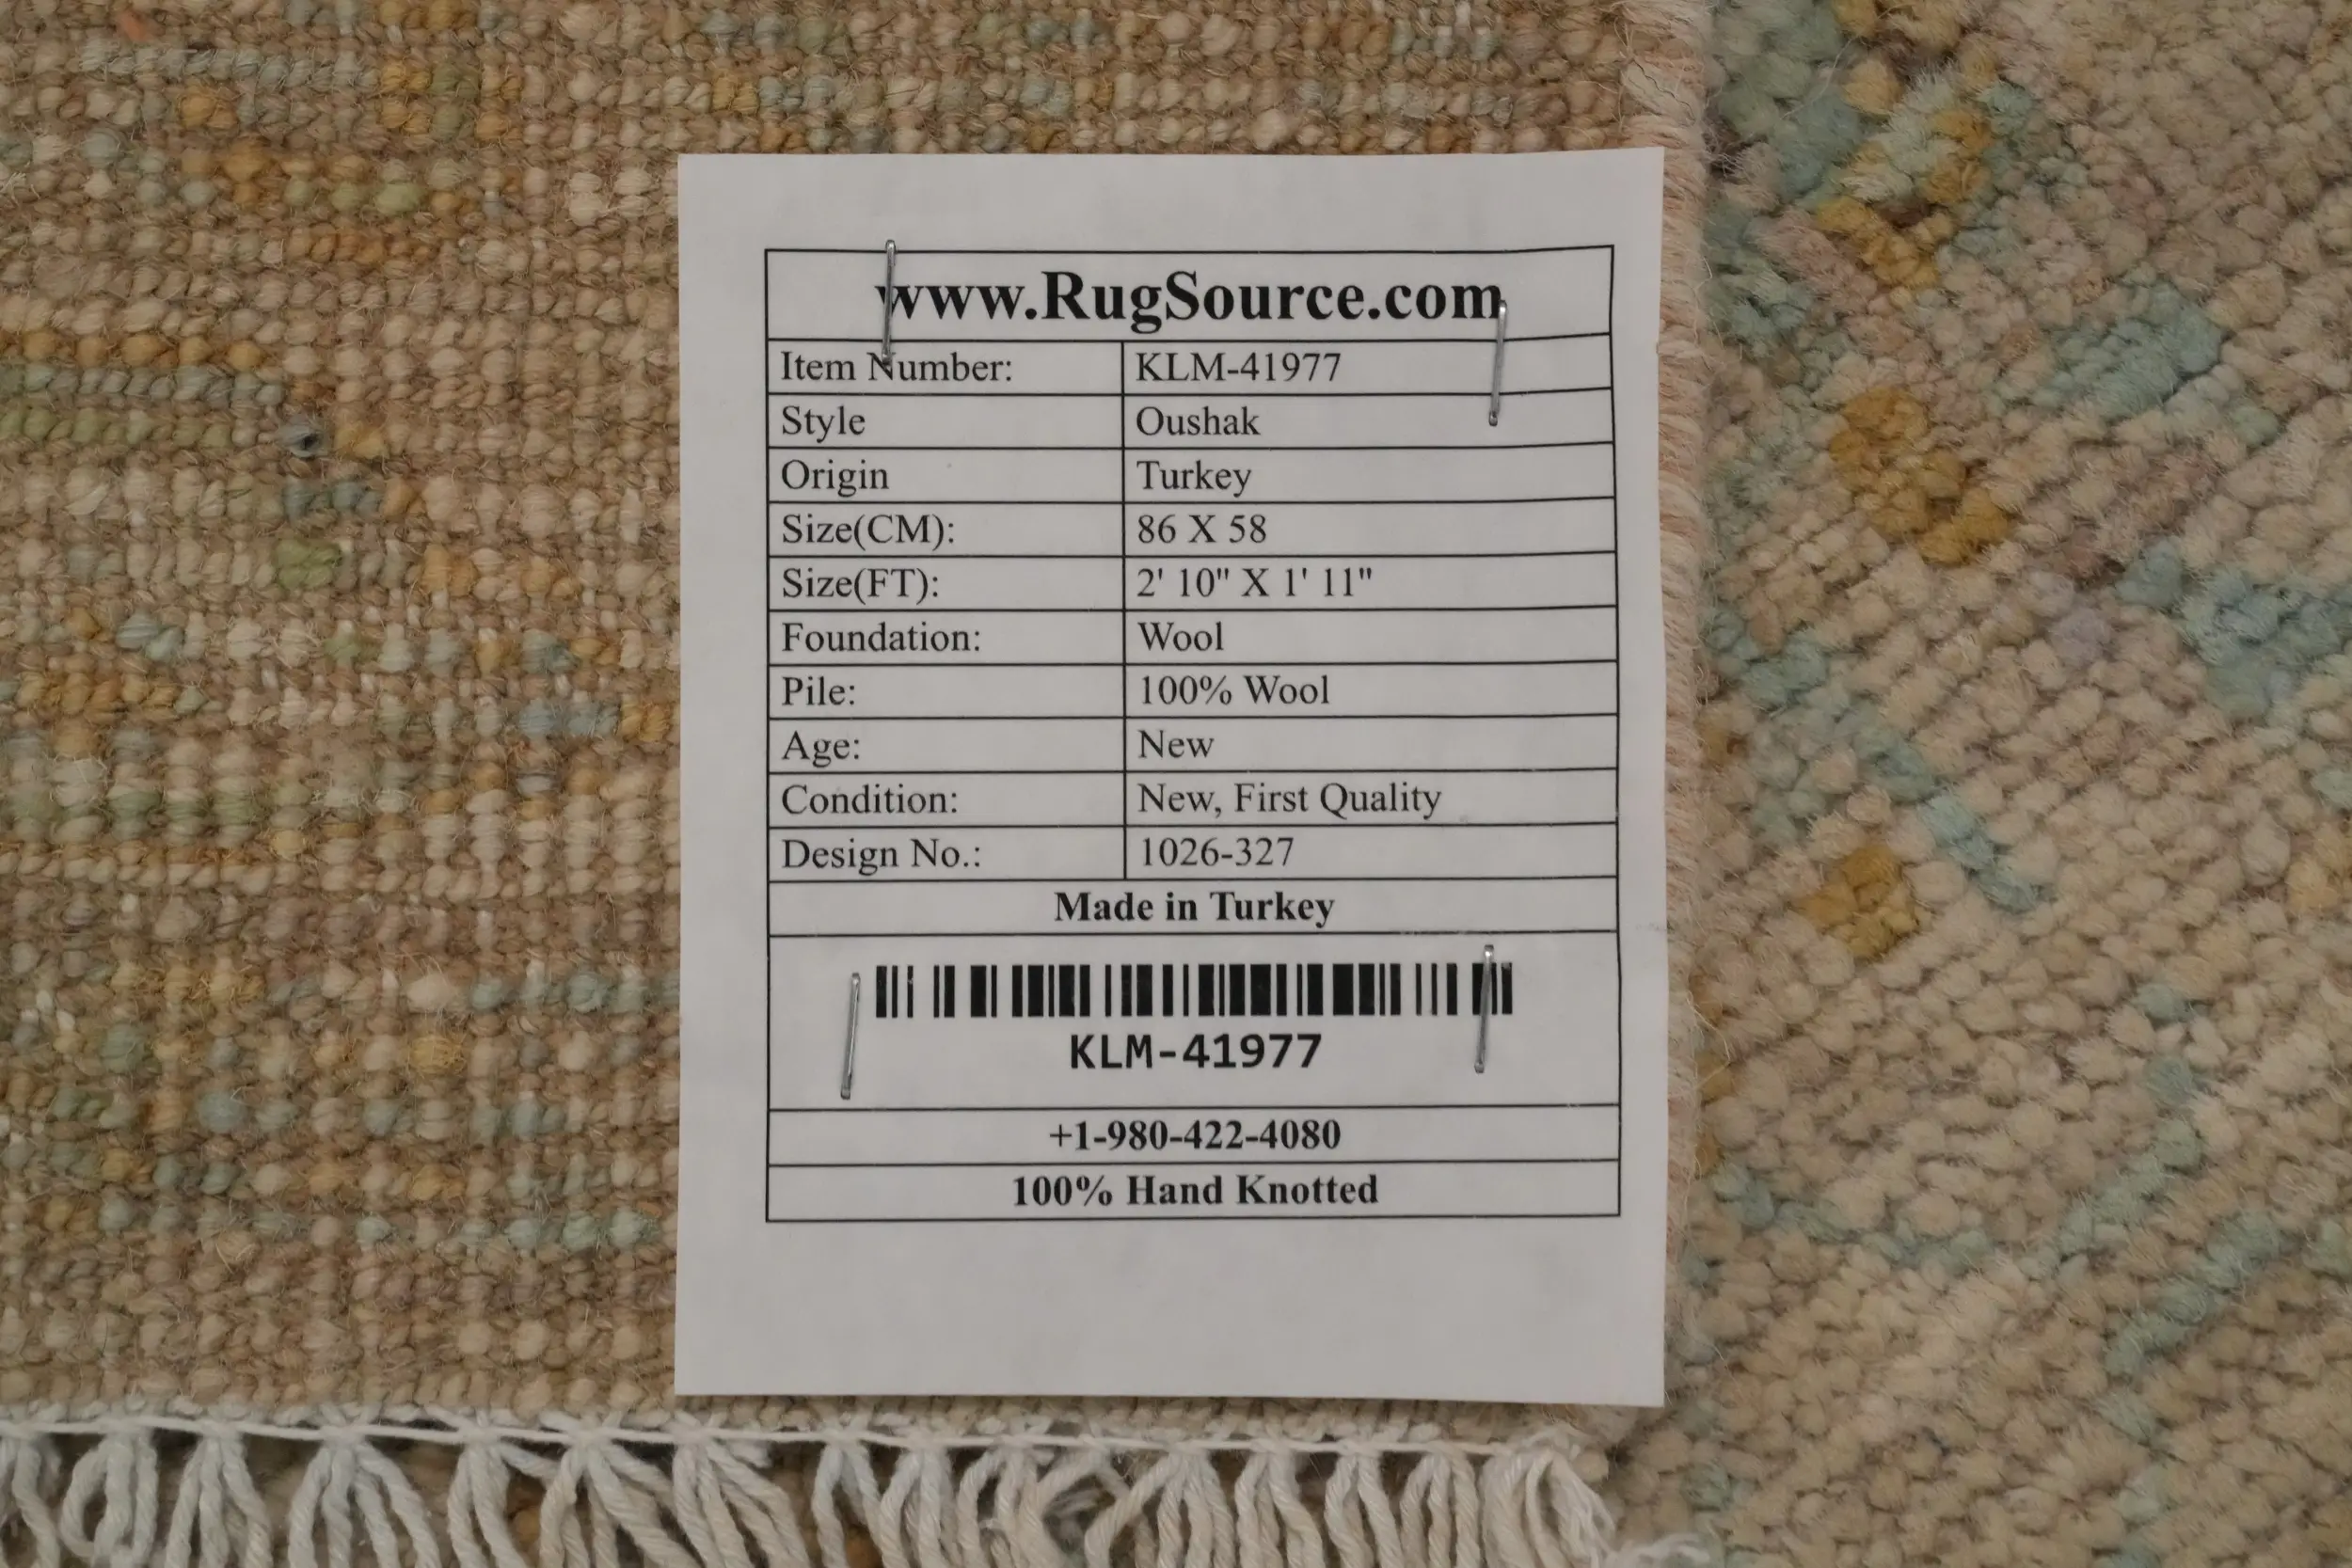 www.RugSource.com
Item Number: KLM-41977
Style Oushak
Origin Turkey
Size(CM): 86 X 58
Size(FT): 2' 10" X 1' 11"
Foundation: Wool
Pile: 100% Wool
Age: New
Condition: New, First Quality
Design No.: 1026-327
Made in Turkey
KLM-41977
+1-980-422-4080
100% Hand Knotted